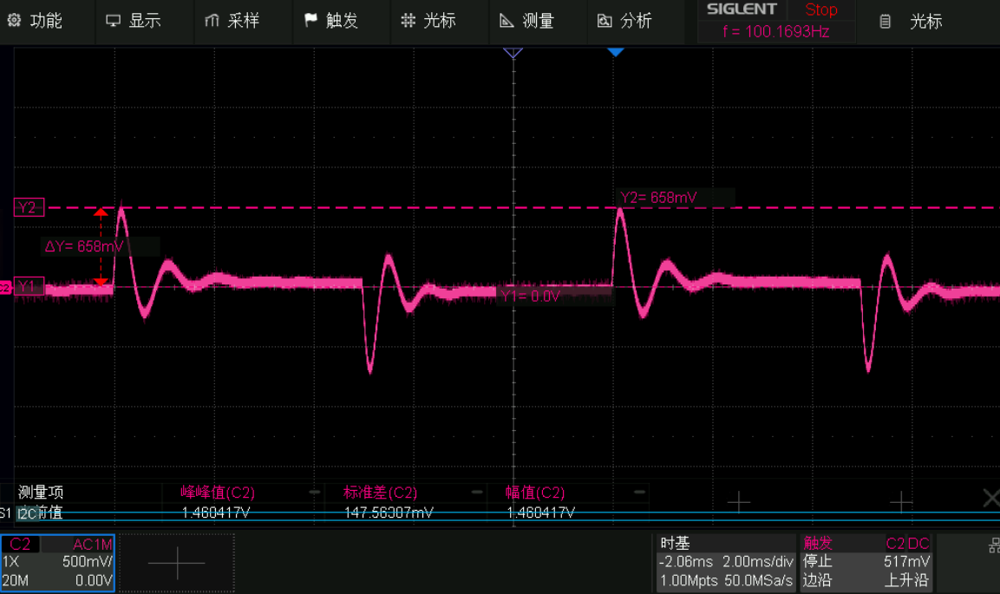 功能 显示 采样 触发 光标 测量 分析 SIGLENT Stop 光标
f = 100.1693Hz
Y2= 658mV
Y2
ΔY= 658mV
C2 Y1
Y1= 0.0V
测量项 峰峰值(C2) 标准差(C2) 幅值(C2)
S1 I2C 前值 1.460417V 147.56307mV 1.460417V
C2 AC1M
1X 500mV/
20M 0.00V
时基
-2.06ms 2.00ms/div
1.00Mpts 50.0MSa/s
触发 C2 DC
停止 517mV
边沿 上升沿